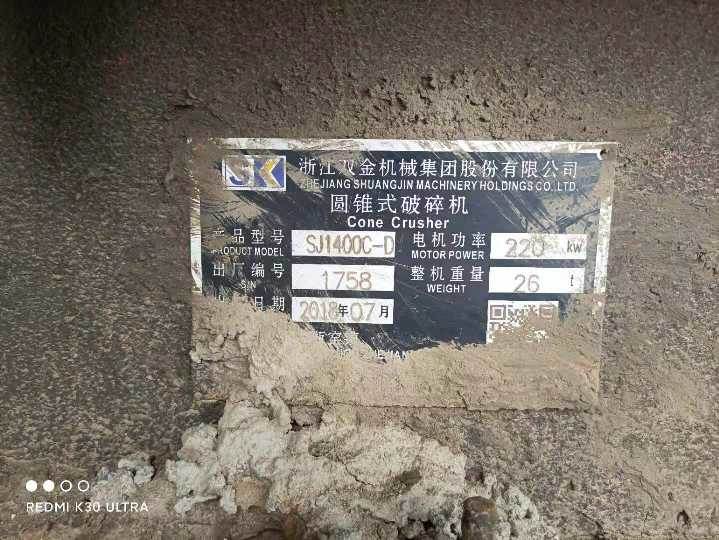 SK 浙江双金机械集团股份有限公司
ZHEJIANG SHUANGJIN MACHINERY HOLDINGS CO., LTD.
圆锥式破碎机
Cone Crusher
产品型号 SJ1400C-D 电机功率 220 kw
PRODUCT MODEL MOTOR POWER
出厂编号 1758 整机重量 26 t
S/N WEIGHT
日期 2018年07月
REDMI K30 ULTRA